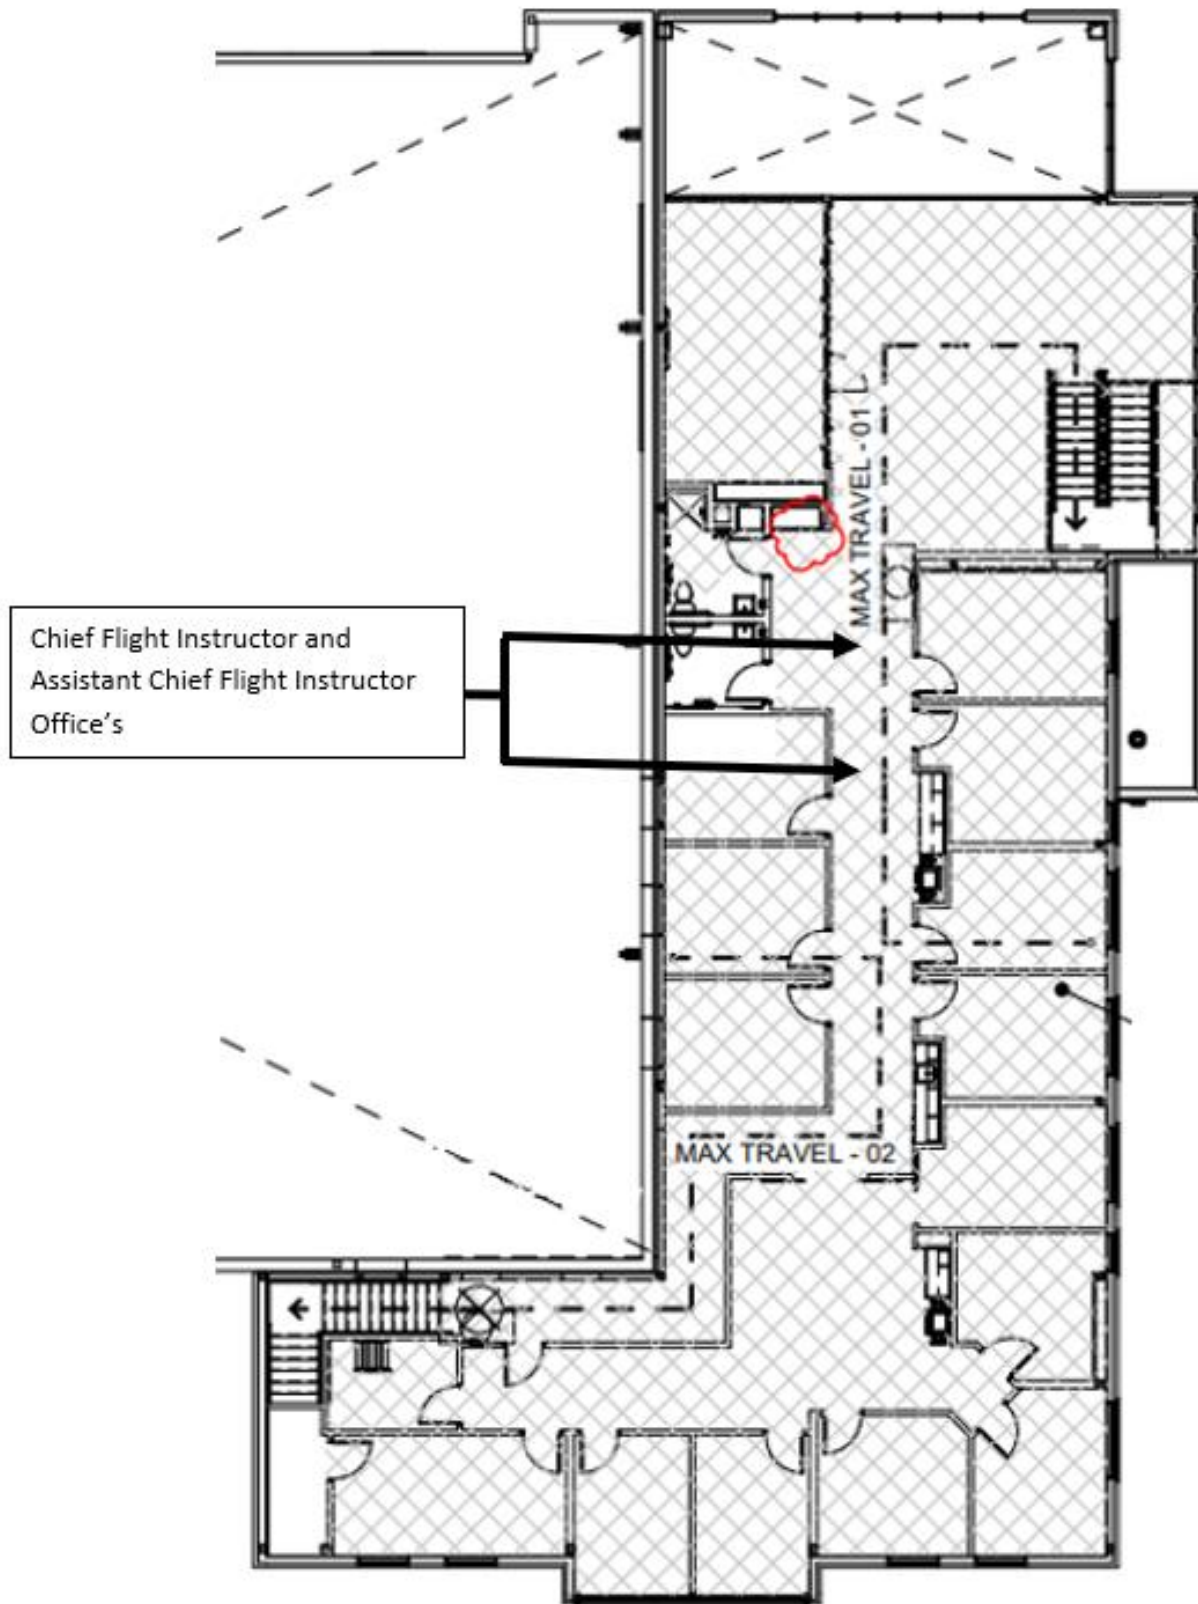 MAX TRAVEL - 01
Chief Flight Instructor and
Assistant Chief Flight Instructor
Office's
MAX TRAVEL - 02